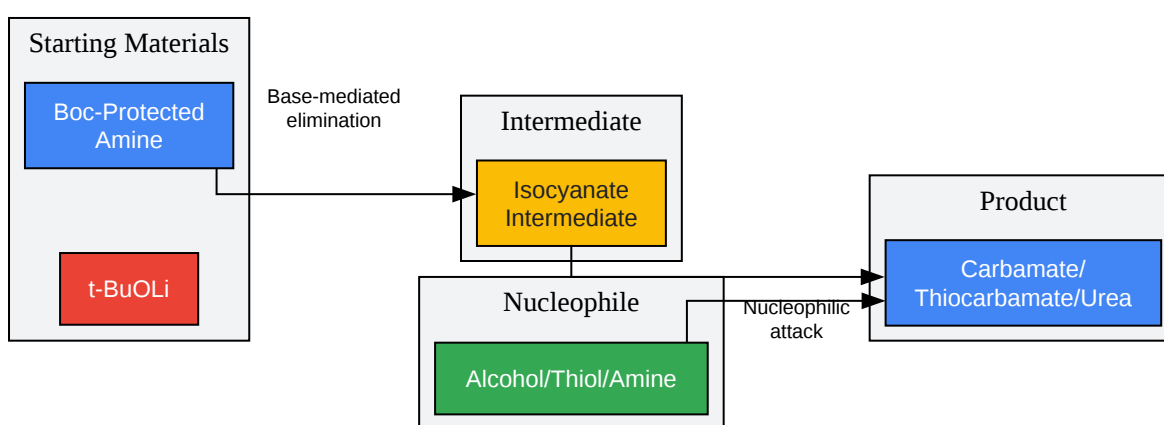 Starting Materials
Boc-Protected
Amine
t-BuOLi
Base-mediated
elimination
Intermediate
Isocyanate
Intermediate
Nucleophile
Alcohol/Thiol/Amine
Nucleophilic
attack
Product
Carbamate/
Thiocarbamate/Urea